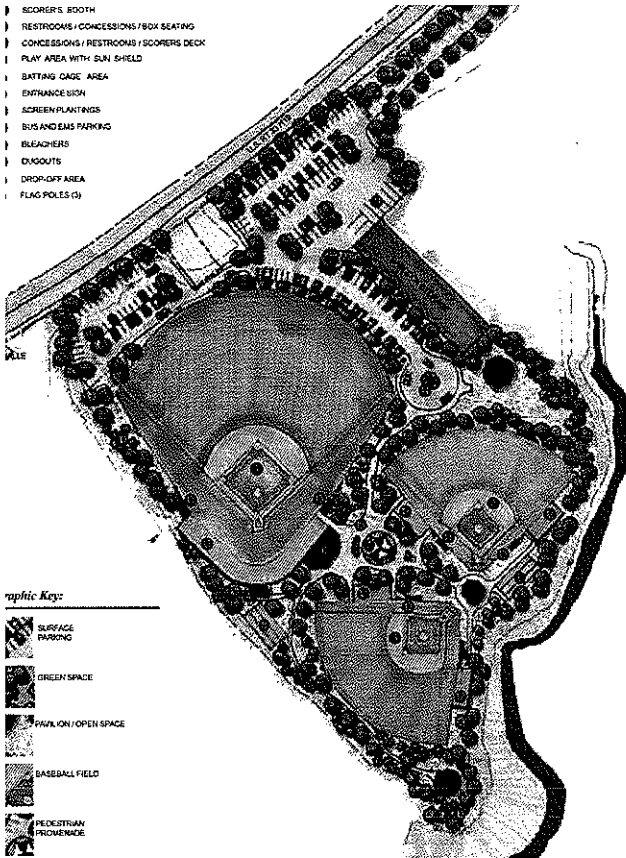 SCORER'S BOOTH
RESTROOMS / CONCESSIONS / BOX SEATING
CONCESSIONS / RESTROOMS / SCORERS DECK
PLAY AREA WITH SUN SHIELD
BATTING CAGE AREA
ENTRANCE SIGN
SCREEN PLANTINGS
BUS AND EMS PARKING
BLEACHERS
DUGOUTS
DROP-OFF AREA
FLAG POLES (3)
VILLE
raphic Key:
SURFACE
PARKING
GREEN SPACE
PAVILION / OPEN SPACE
BASEBALL FIELD
PEDESTRIAN
PROMENADE